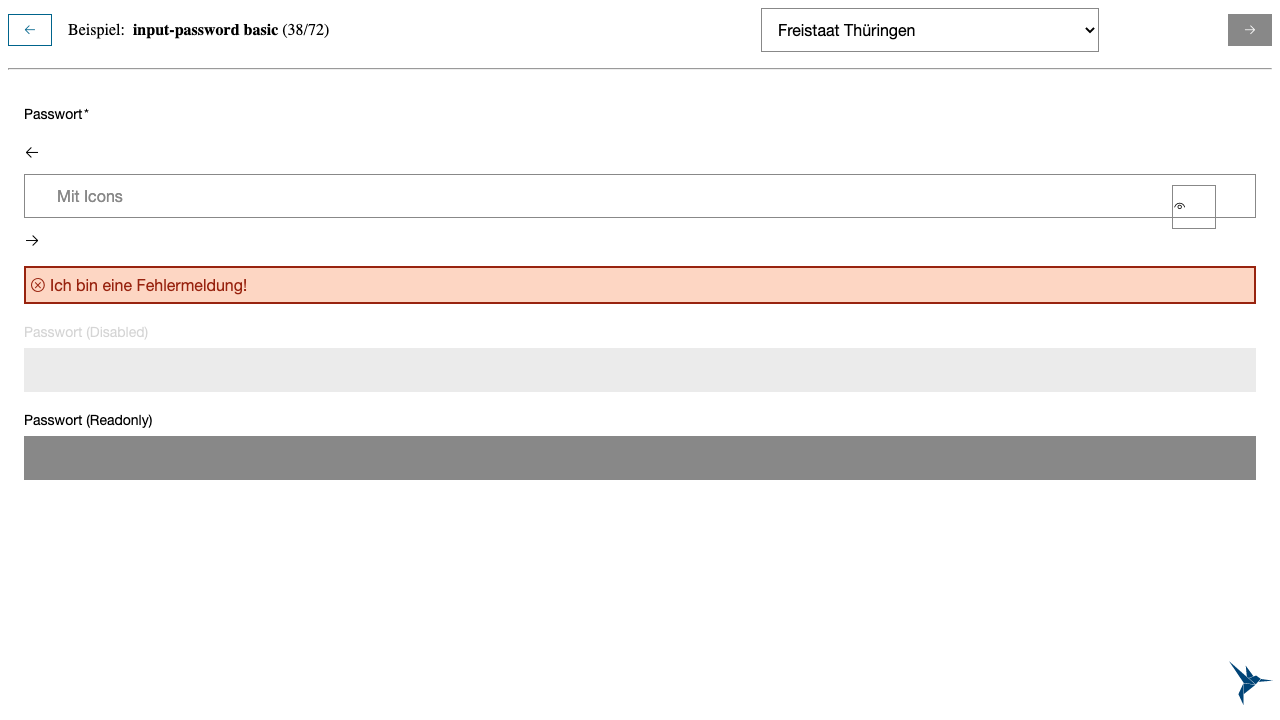 Beispiel: input-password basic (38/72)
Freistaat Thüringen
Passwort*
Mit Icons
Ich bin eine Fehlermeldung!
Passwort (Disabled)
Passwort (Readonly)